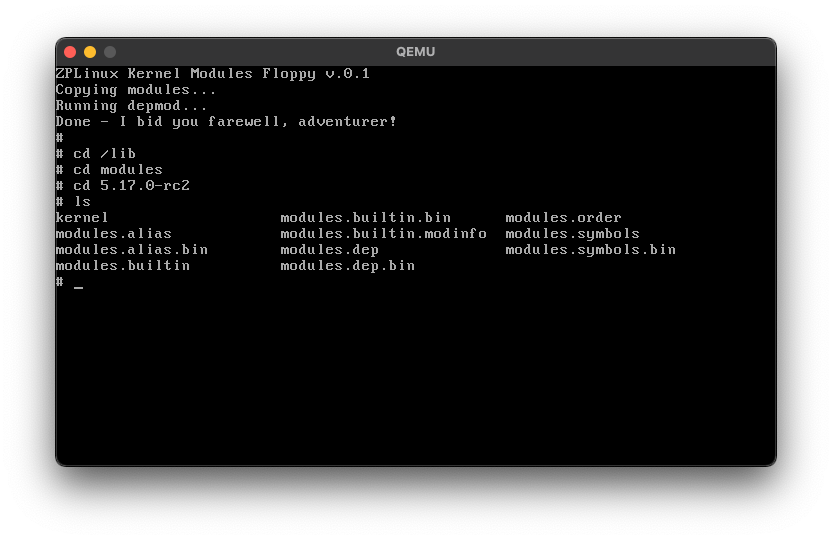 QEMU
ZPLinux Kernel Modules Floppy v.0.1
Copying modules...
Running depmod...
Done - I bid you farewell, adventurer!
#
# cd /lib
# cd modules
# cd 5.17.0-rc2
# ls
kernel                   modules.builtin.bin      modules.order
modules.alias            modules.builtin.modinfo  modules.symbols
modules.alias.bin        modules.dep              modules.symbols.bin
modules.builtin          modules.dep.bin
# _